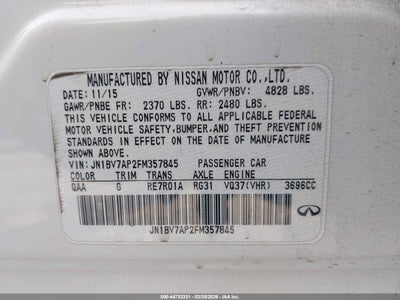 MANUFACTURED BY NISSAN MOTOR CO.,LTD.
DATE: 11/15 GVWR/PNBV: 4828 LBS.
GAWR/PNBE FR: 2370 LBS. RR: 2480 LBS.
THIS VEHICLE CONFORMS TO ALL APPLICABLE FEDERAL
MOTOR VEHICLE SAFETY,BUMPER,AND THEFT PREVENTION
STANDARDS IN EFFECT ON THE DATE OF MANUFACTURE
SHOWN ABOVE.
VIN: JN1BV7AP2FM357845 PASSENGER CAR
COLOR TRIM TRANS AXLE ENGINE
QAA G RE7R01A RG31 VQ37(VHR) 3696CC
JN1BV7AP2FM357845
INFINITI
000-44732331 - 03/30/2026 - IAA